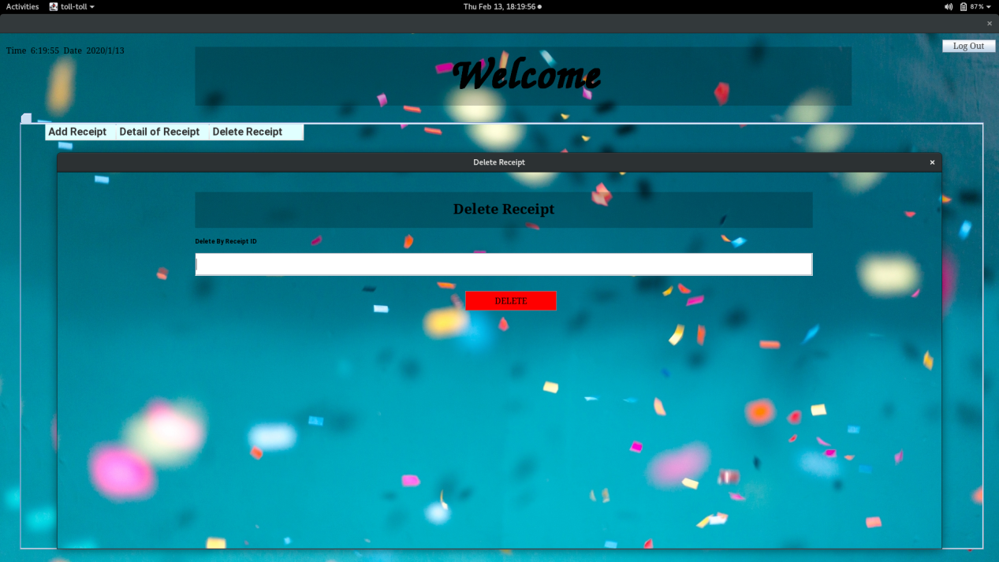 Activities toll-toll Thu Feb 13, 18:19:56 87%
Time 6:19:55 Date 2020/1/13
Log Out
Welcome
Add Receipt Detail of Receipt Delete Receipt
Delete Receipt
Delete Receipt
Delete By Receipt ID
DELETE